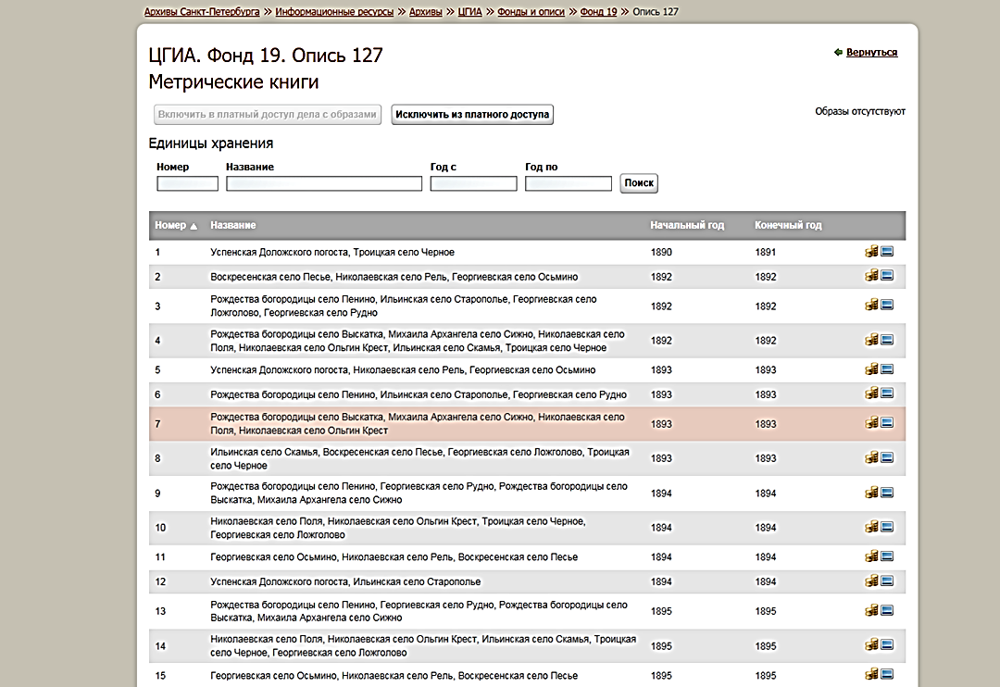 Архивы Санкт-Петербурга >> Информационные ресурсы >> Архивы >> ЦГИА >> Фонды и описи >> Фонд 19 >> Опись 127
ЦГИА. Фонд 19. Опись 127
Вернуться
Метрические книги
Включить в платный доступ дела с образами Исключить из платного доступа
Образы отсутствуют
Единицы хранения
Номер Название Год с Год по
Поиск
Номер Название Начальный год Конечный год
1 Успенская Доложского погоста, Троицкая село Черное 1890 1891
2 Воскресенская село Песье, Николаевская село Рель, Георгиевская село Осьмино 1892 1892
3 Рождества богородицы село Пенино, Ильинская село Старополье, Георгиевская село
Ложголово, Георгиевская село Рудно 1892 1892
4 Рождества богородицы село Выскатка, Михаила Архангела село Сижно, Николаевская село
Поля, Николаевская село Ольгин Крест, Ильинская село Скамья, Троицкая село Черное 1892 1892
5 Успенская Доложского погоста, Николаевская село Рель, Георгиевская село Осьмино 1893 1893
6 Рождества богородицы село Пенино, Ильинская село Старополье, Георгиевская село Рудно 1893 1893
7 Рождества богородицы село Выскатка, Михаила Архангела село Сижно, Николаевская село
Поля, Николаевская село Ольгин Крест 1893 1893
8 Ильинская село Скамья, Воскресенская село Песье, Георгиевская село Ложголово, Троицкая
село Черное 1893 1893
9 Рождества богородицы село Пенино, Георгиевская село Рудно, Рождества богородицы село
Выскатка, Михаила Архангела село Сижно 1894 1894
10 Николаевская село Поля, Николаевская село Ольгин Крест, Троицкая село Черное,
Георгиевская село Ложголово 1894 1894
11 Георгиевская село Осьмино, Николаевская село Рель, Воскресенская село Песье 1894 1894
12 Успенская Доложского погоста, Ильинская село Старополье 1894 1894
13 Рождества богородицы село Пенино, Георгиевская село Рудно, Рождества богородицы село
Выскатка, Михаила Архангела село Сижно 1895 1895
14 Николаевская село Поля, Николаевская село Ольгин Крест, Ильинская село Скамья, Троицкая
село Черное, Георгиевская село Ложголово 1895 1895
15 Георгиевская село Осьмино, Николаевская село Рель, Воскресенская село Песье 1895 1895